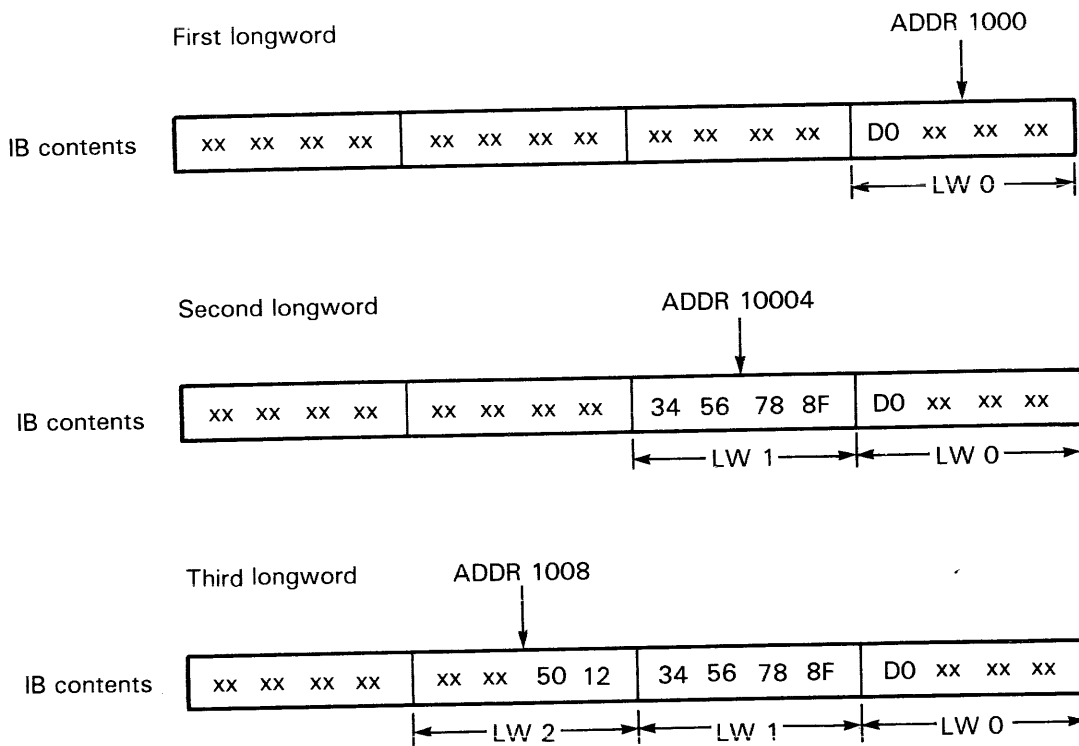 First longword
ADDR 1000
IB contents
xx xx xx xx xx xx xx xx xx xx xx xx D0 xx xx xx
LW 0
Second longword
ADDR 10004
IB contents
xx xx xx xx xx xx xx xx 34 56 78 8F D0 xx xx xx
LW 1 LW 0
Third longword
ADDR 1008
IB contents
xx xx xx xx xx xx 50 12 34 56 78 8F D0 xx xx xx
LW 2 LW 1 LW 0